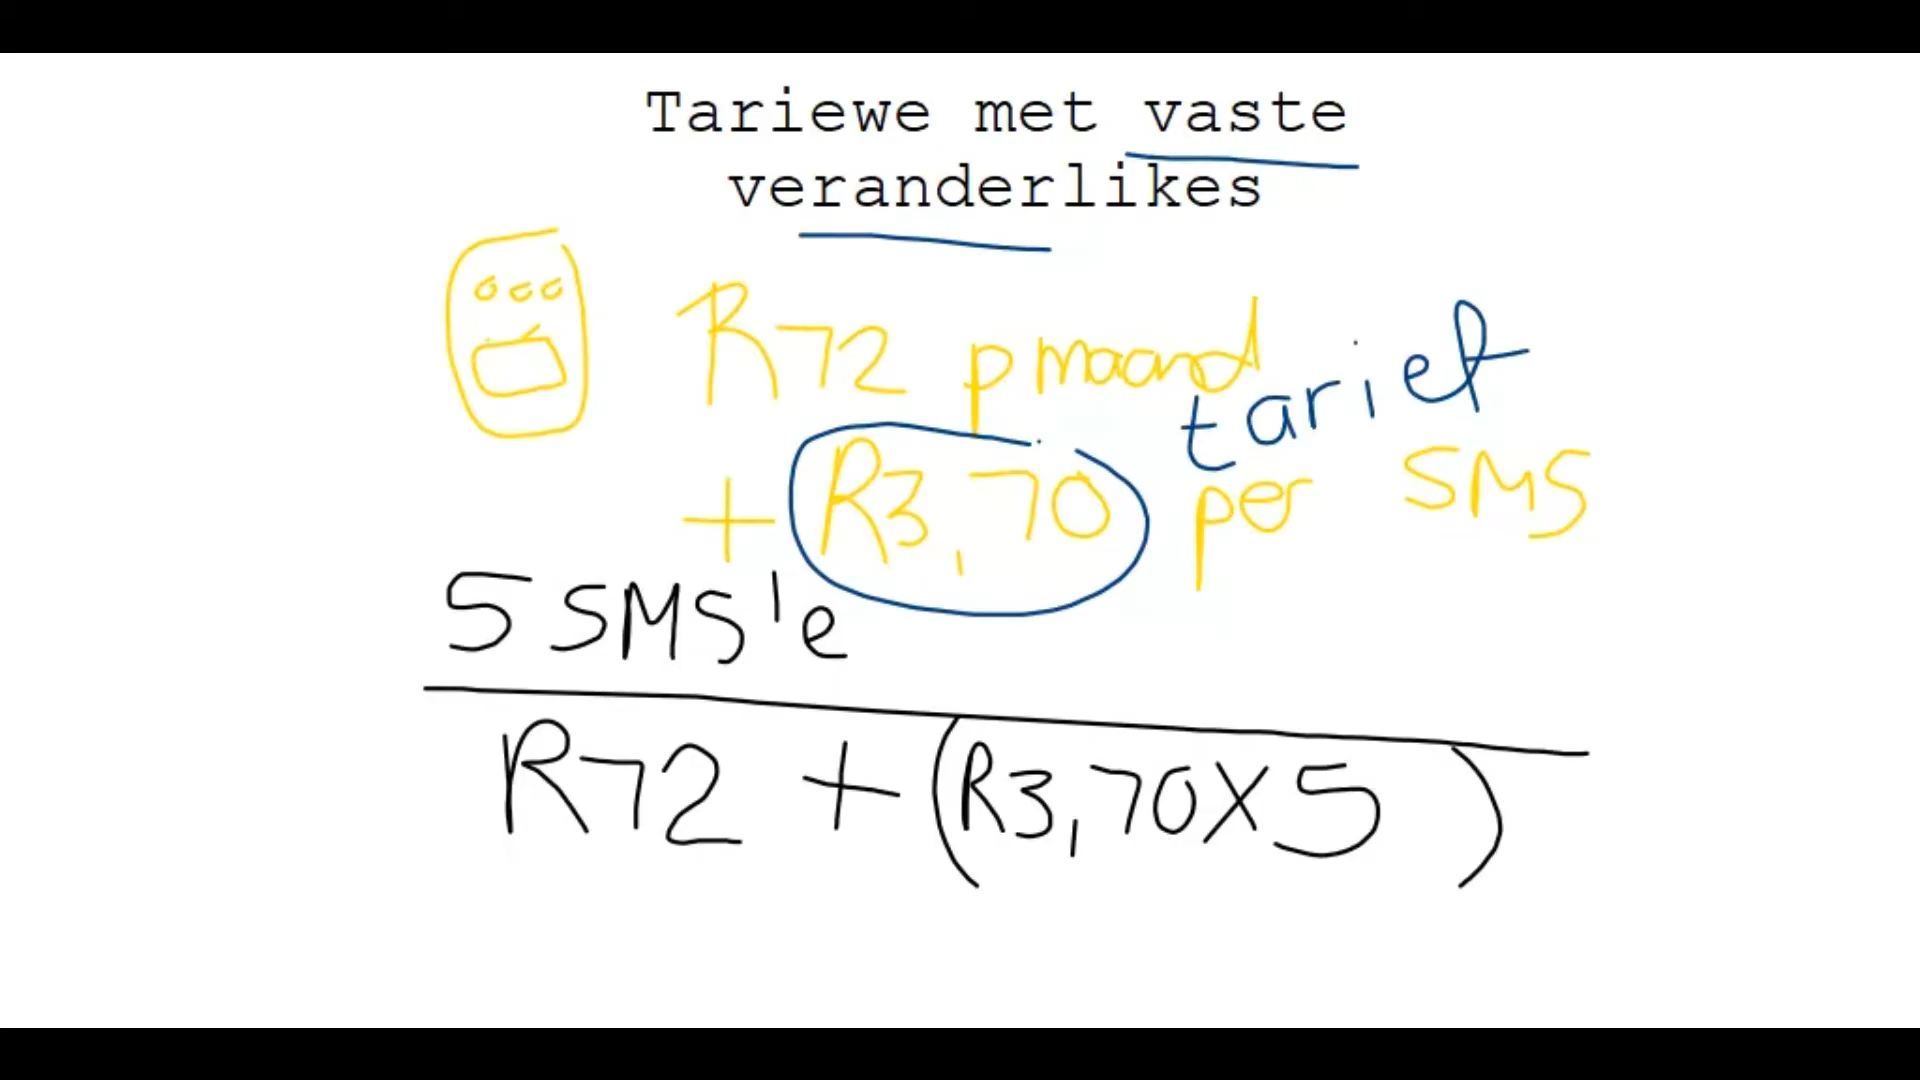 Tariewe met vaste
veranderlikes
R72 p maand
tarief
+ R3,70 per SMS
5 SMS'e
R72 + (R3,70 X 5)